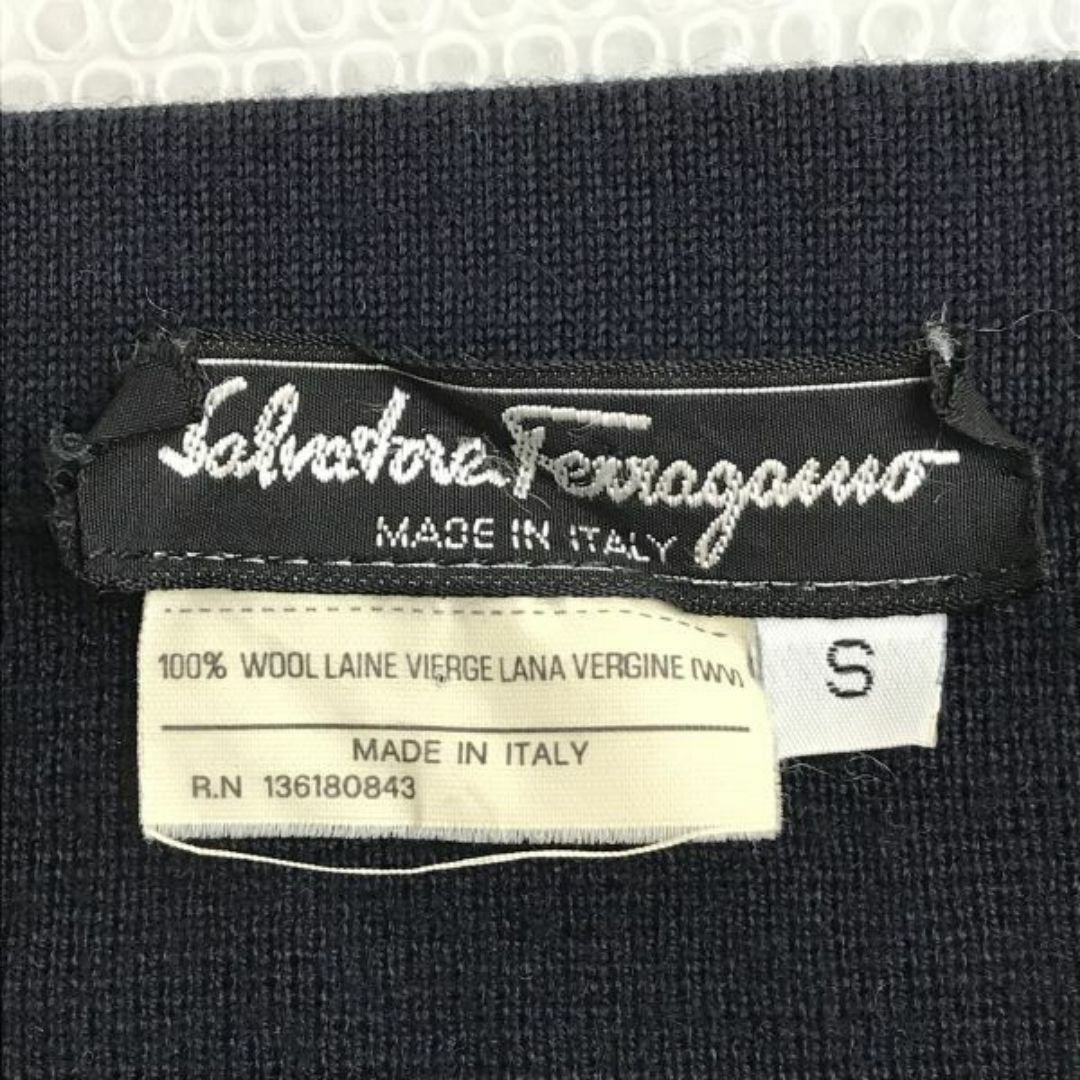 Salvatore Ferragamo
MADE IN ITALY
100% WOOL LAINE VIERGE LANA VERGINE (WV)
S
MADE IN ITALY
R.N 136180843